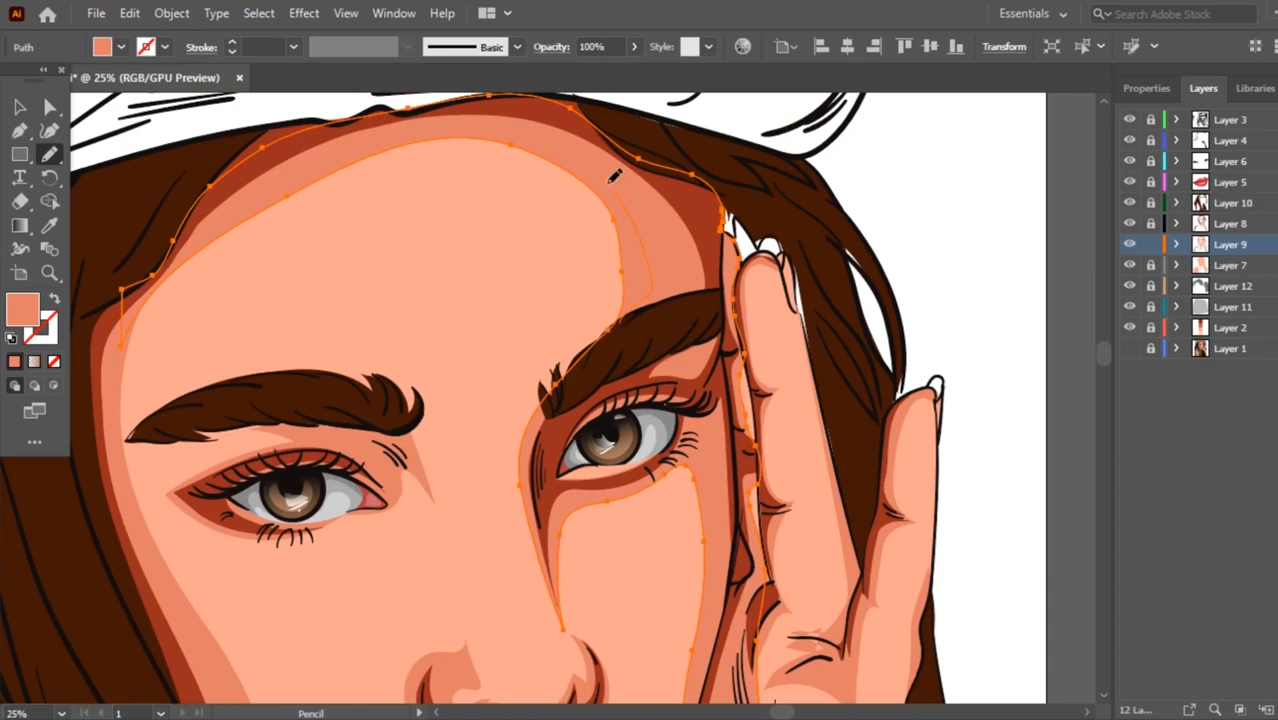 Ai File Edit Object Type Select Effect View Window Help Essentials Search Adobe Stock
Path Stroke: Basic Opacity: 100% Style: Transform
i* @ 25% (RGB/GPU Preview) ×
Properties Layers Libraries
Layer 3
Layer 4
Layer 6
Layer 5
Layer 10
Layer 8
Layer 9
Layer 7
Layer 12
Layer 11
Layer 2
Layer 1
25% 1 Pencil 12 La...